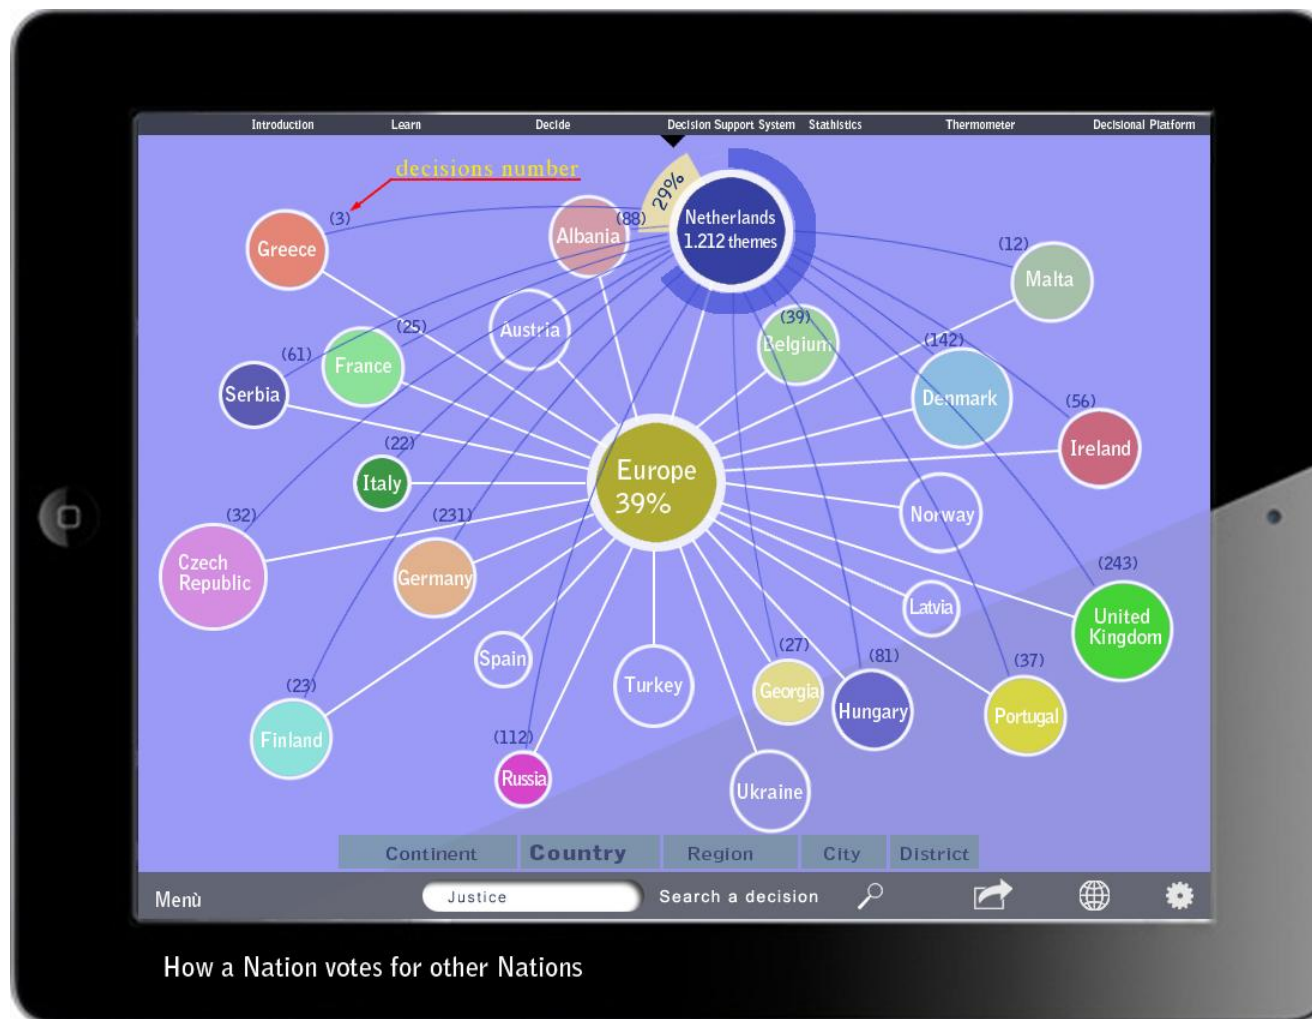 Introduction
Learn
Decide
Decision Support System
Stathistics
Thermometer
Decisional Platform
decisions number
29%
Netherlands
1.212 themes
(3)
Greece
(88)
Albania
(12)
Malta
Austria
(39)
Belgium
(25)
France
(142)
Denmark
(61)
Serbia
(56)
Ireland
(22)
Italy
Europe
39%
Norway
(32)
Czech
Republic
(231)
Germany
(243)
United
Kingdom
Latvia
Spain
Turkey
(27)
Georgia
(81)
Hungary
(37)
Portugal
(23)
Finland
(112)
Russia
Ukraine
Continent
Country
Region
City
District
Menù
Justice
Search a decision
How a Nation votes for other Nations